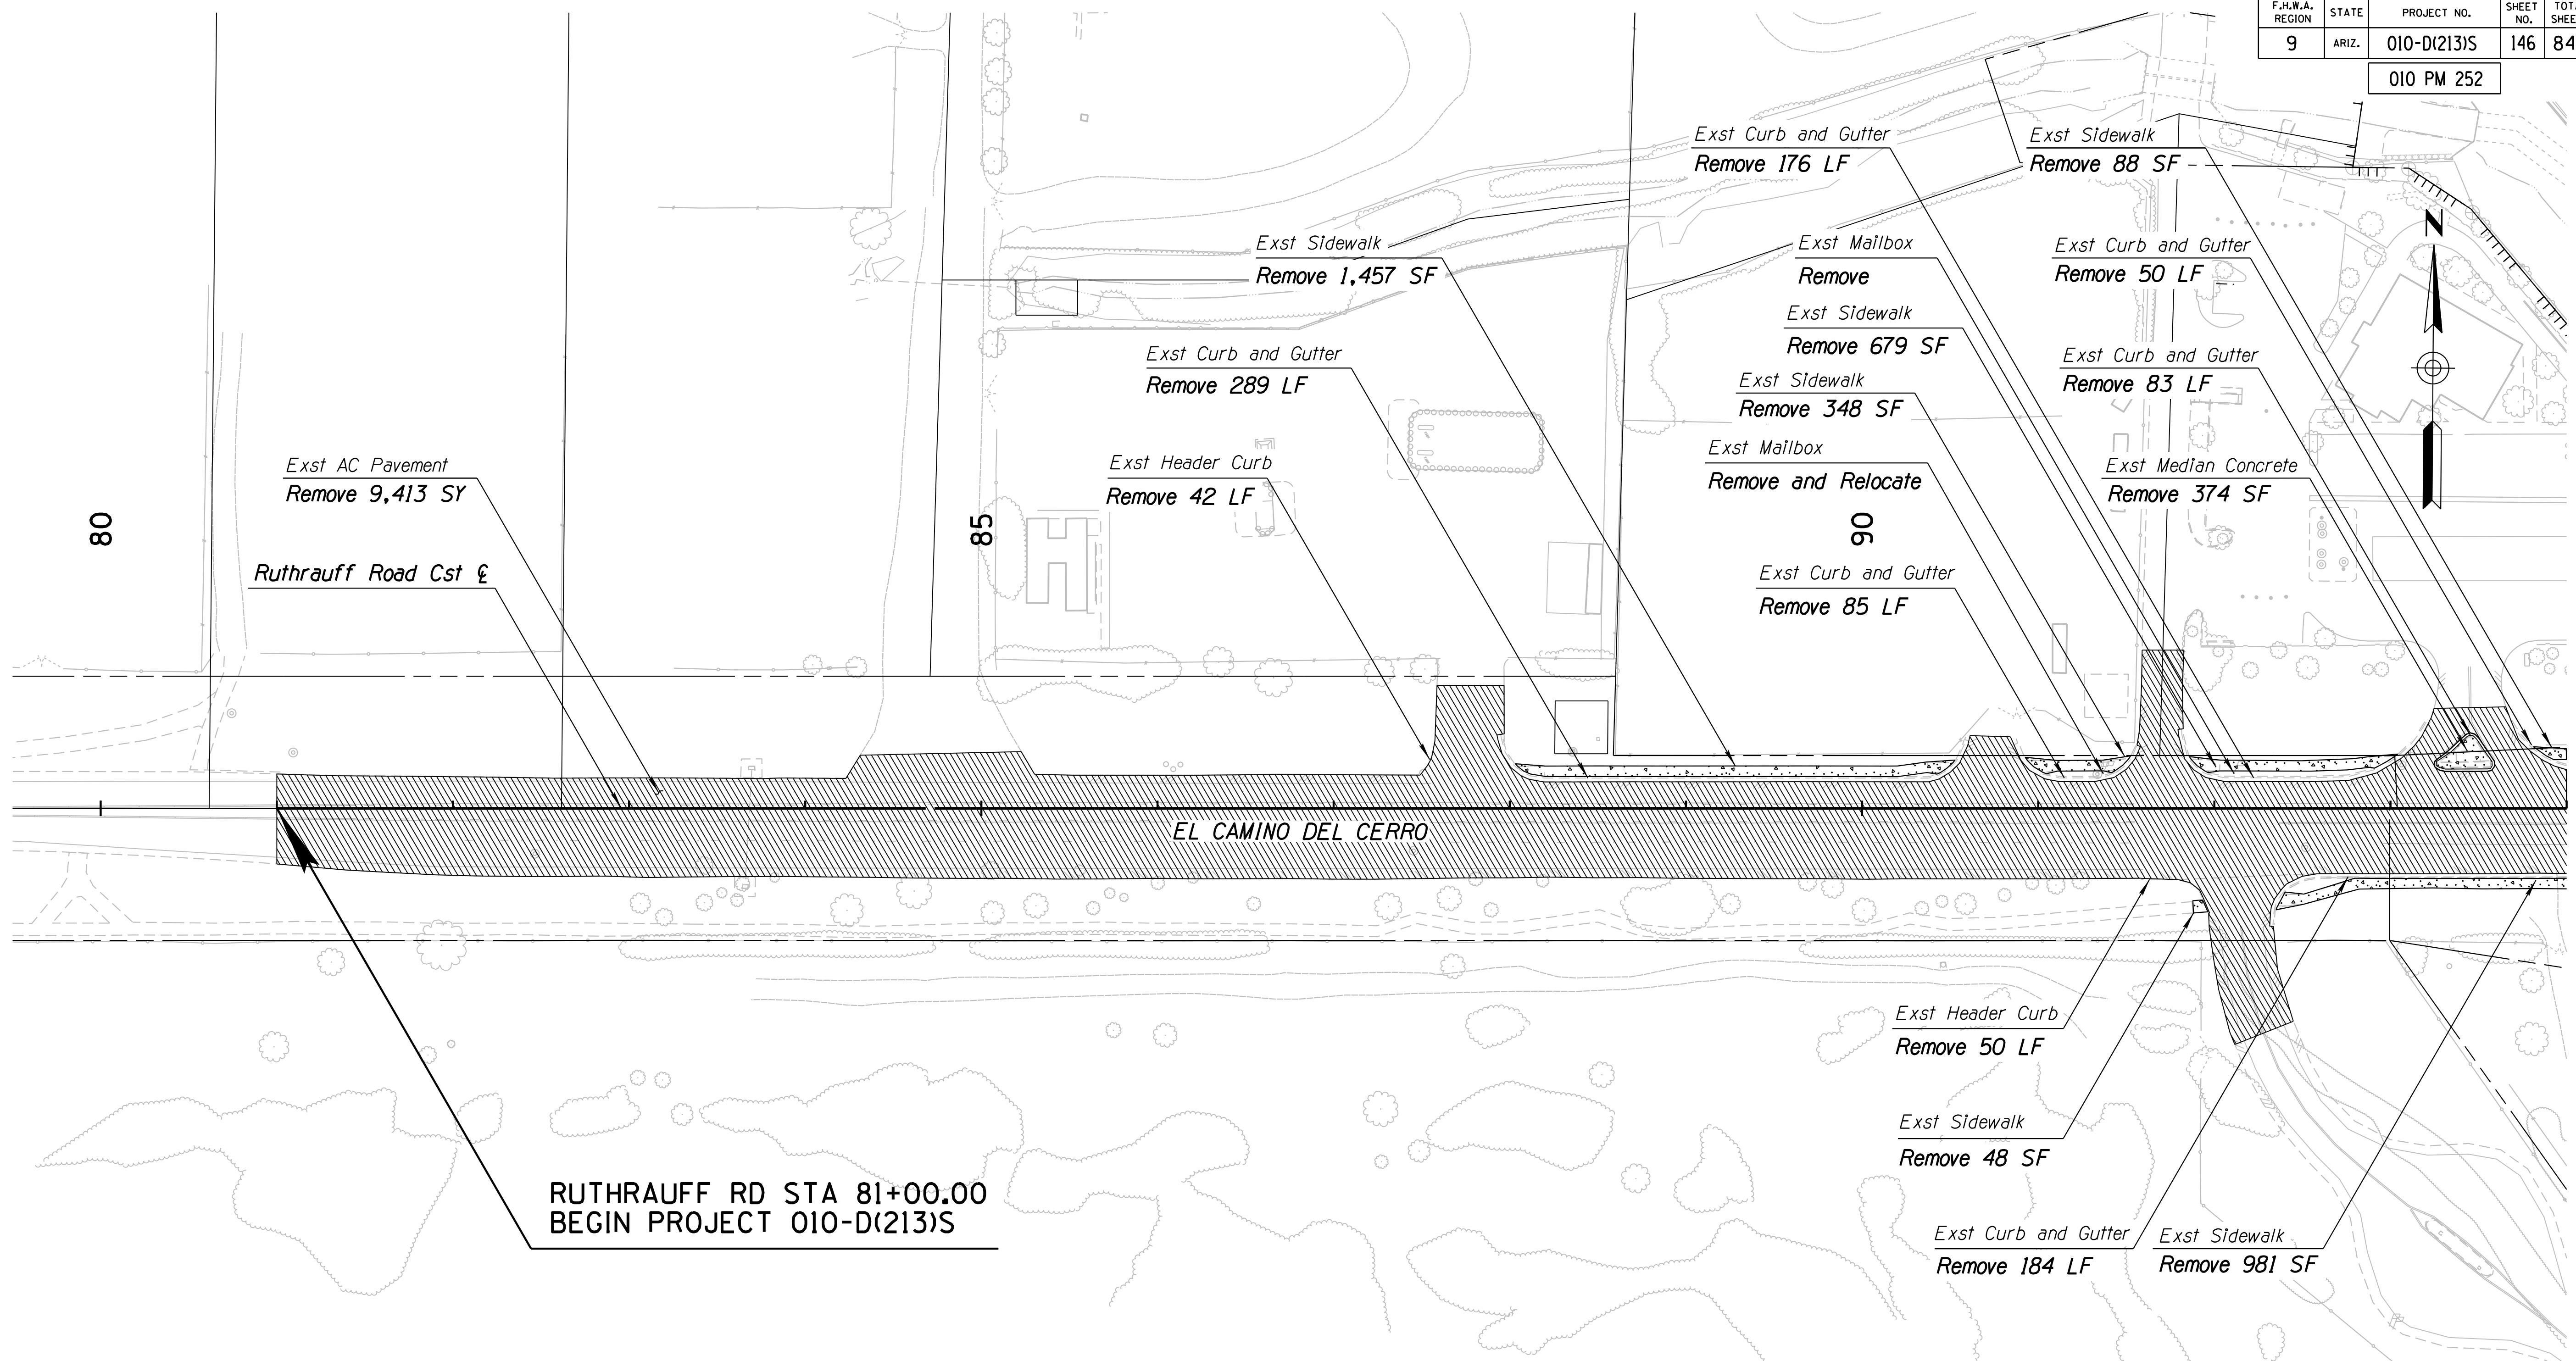 F.H.W.A. REGION STATE PROJECT NO. SHEET NO.
9 ARIZ. 010-D(213)S 146
010 PM 252
Exst Curb and Gutter
Remove 176 LF
Exst Sidewalk
Remove 88 SF
N
Exst Sidewalk
Remove 1,457 SF
Exst Mailbox
Remove
Exst Curb and Gutter
Remove 50 LF
Exst Sidewalk
Remove 679 SF
Exst Curb and Gutter
Remove 289 LF
Exst Curb and Gutter
Remove 83 LF
Exst Sidewalk
Remove 348 SF
Exst AC Pavement
Remove 9,413 SY
Exst Header Curb
Remove 42 LF
Exst Mailbox
Remove and Relocate
Exst Median Concrete
Remove 374 SF
80
85
90
Ruthrauff Road Cst ℄
Exst Curb and Gutter
Remove 85 LF
EL CAMINO DEL CERRO
Exst Header Curb
Remove 50 LF
Exst Sidewalk
Remove 48 SF
RUTHRAUFF RD STA 81+00.00
BEGIN PROJECT 010-D(213)S
Exst Curb and Gutter
Remove 184 LF
Exst Sidewalk
Remove 981 SF